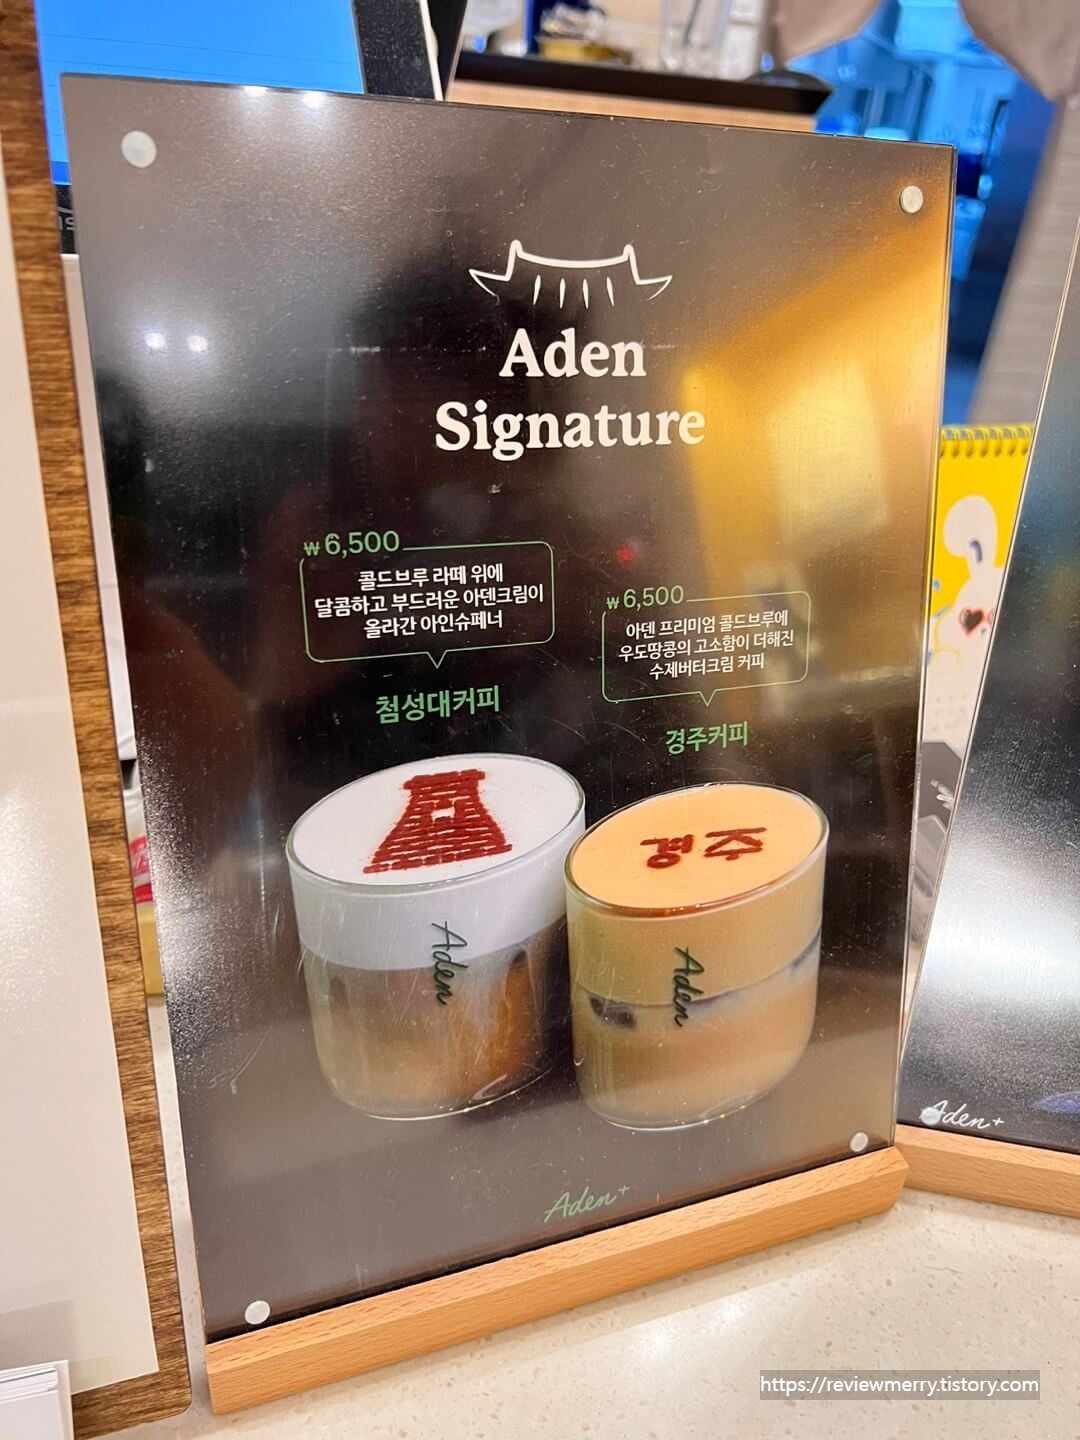 Aden
Signature
₩6,500
콜드브루 라떼 위에
달콤하고 부드러운 아덴크림이
올라간 아인슈페너
첨성대커피
₩6,500
아덴 프리미엄 콜드브루에
우도땅콩의 고소함이 더해진
수제버터크림 커피
경주커피
경주
Aden
Aden
Aden+
Aden+
https://reviewmerry.tistory.com